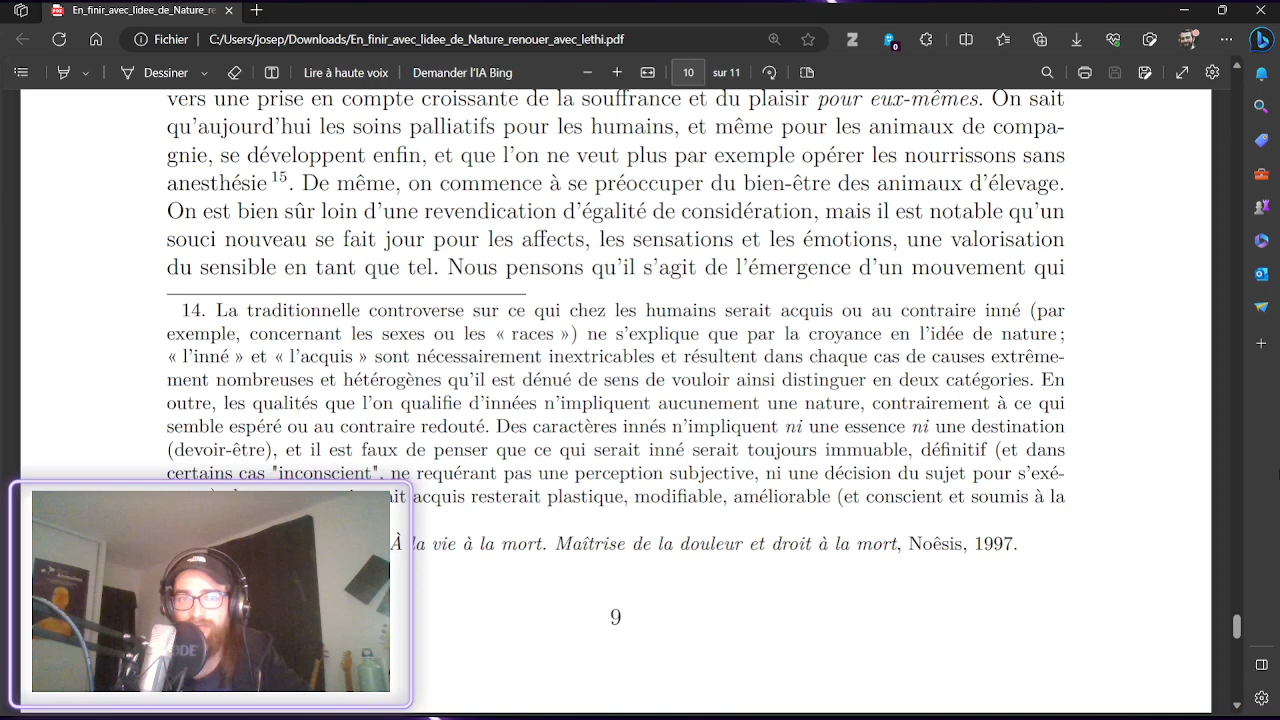 En_finir_avec_lidee_de_Nature_re
Fichier C:/Users/josep/Downloads/En_finir_avec_lidee_de_Nature_renouer_avec_lethi.pdf
0
Dessiner Lire à haute voix Demander l'IA Bing 10 sur 11
vers une prise en compte croissante de la souffrance et du plaisir pour eux-mêmes. On sait
qu'aujourd'hui les soins palliatifs pour les humains, et même pour les animaux de compa-
gnie, se développent enfin, et que l'on ne veut plus par exemple opérer les nourrissons sans
anesthésie 15. De même, on commence à se préoccuper du bien-être des animaux d'élevage.
On est bien sûr loin d'une revendication d'égalité de considération, mais il est notable qu'un
souci nouveau se fait jour pour les affects, les sensations et les émotions, une valorisation
du sensible en tant que tel. Nous pensons qu'il s'agit de l'émergence d'un mouvement qui
14. La traditionnelle controverse sur ce qui chez les humains serait acquis ou au contraire inné (par
exemple, concernant les sexes ou les « races ») ne s'explique que par la croyance en l'idée de nature ;
« l'inné » et « l'acquis » sont nécessairement inextricables et résultent dans chaque cas de causes extrême-
ment nombreuses et hétérogènes qu'il est dénué de sens de vouloir ainsi distinguer en deux catégories. En
outre, les qualités que l'on qualifie d'innées n'impliquent aucunement une nature, contrairement à ce qui
semble espéré ou au contraire redouté. Des caractères innés n'impliquent ni une essence ni une destination
(devoir-être), et il est faux de penser que ce qui serait inné serait toujours immuable, définitif (et dans
certains cas "inconscient", ne requérant pas une perception subjective, ni une décision du sujet pour s'exé-
acquis resterait plastique, modifiable, améliorable (et conscient et soumis à la
À la vie à la mort. Maîtrise de la douleur et droit à la mort, Noêsis, 1997.
9